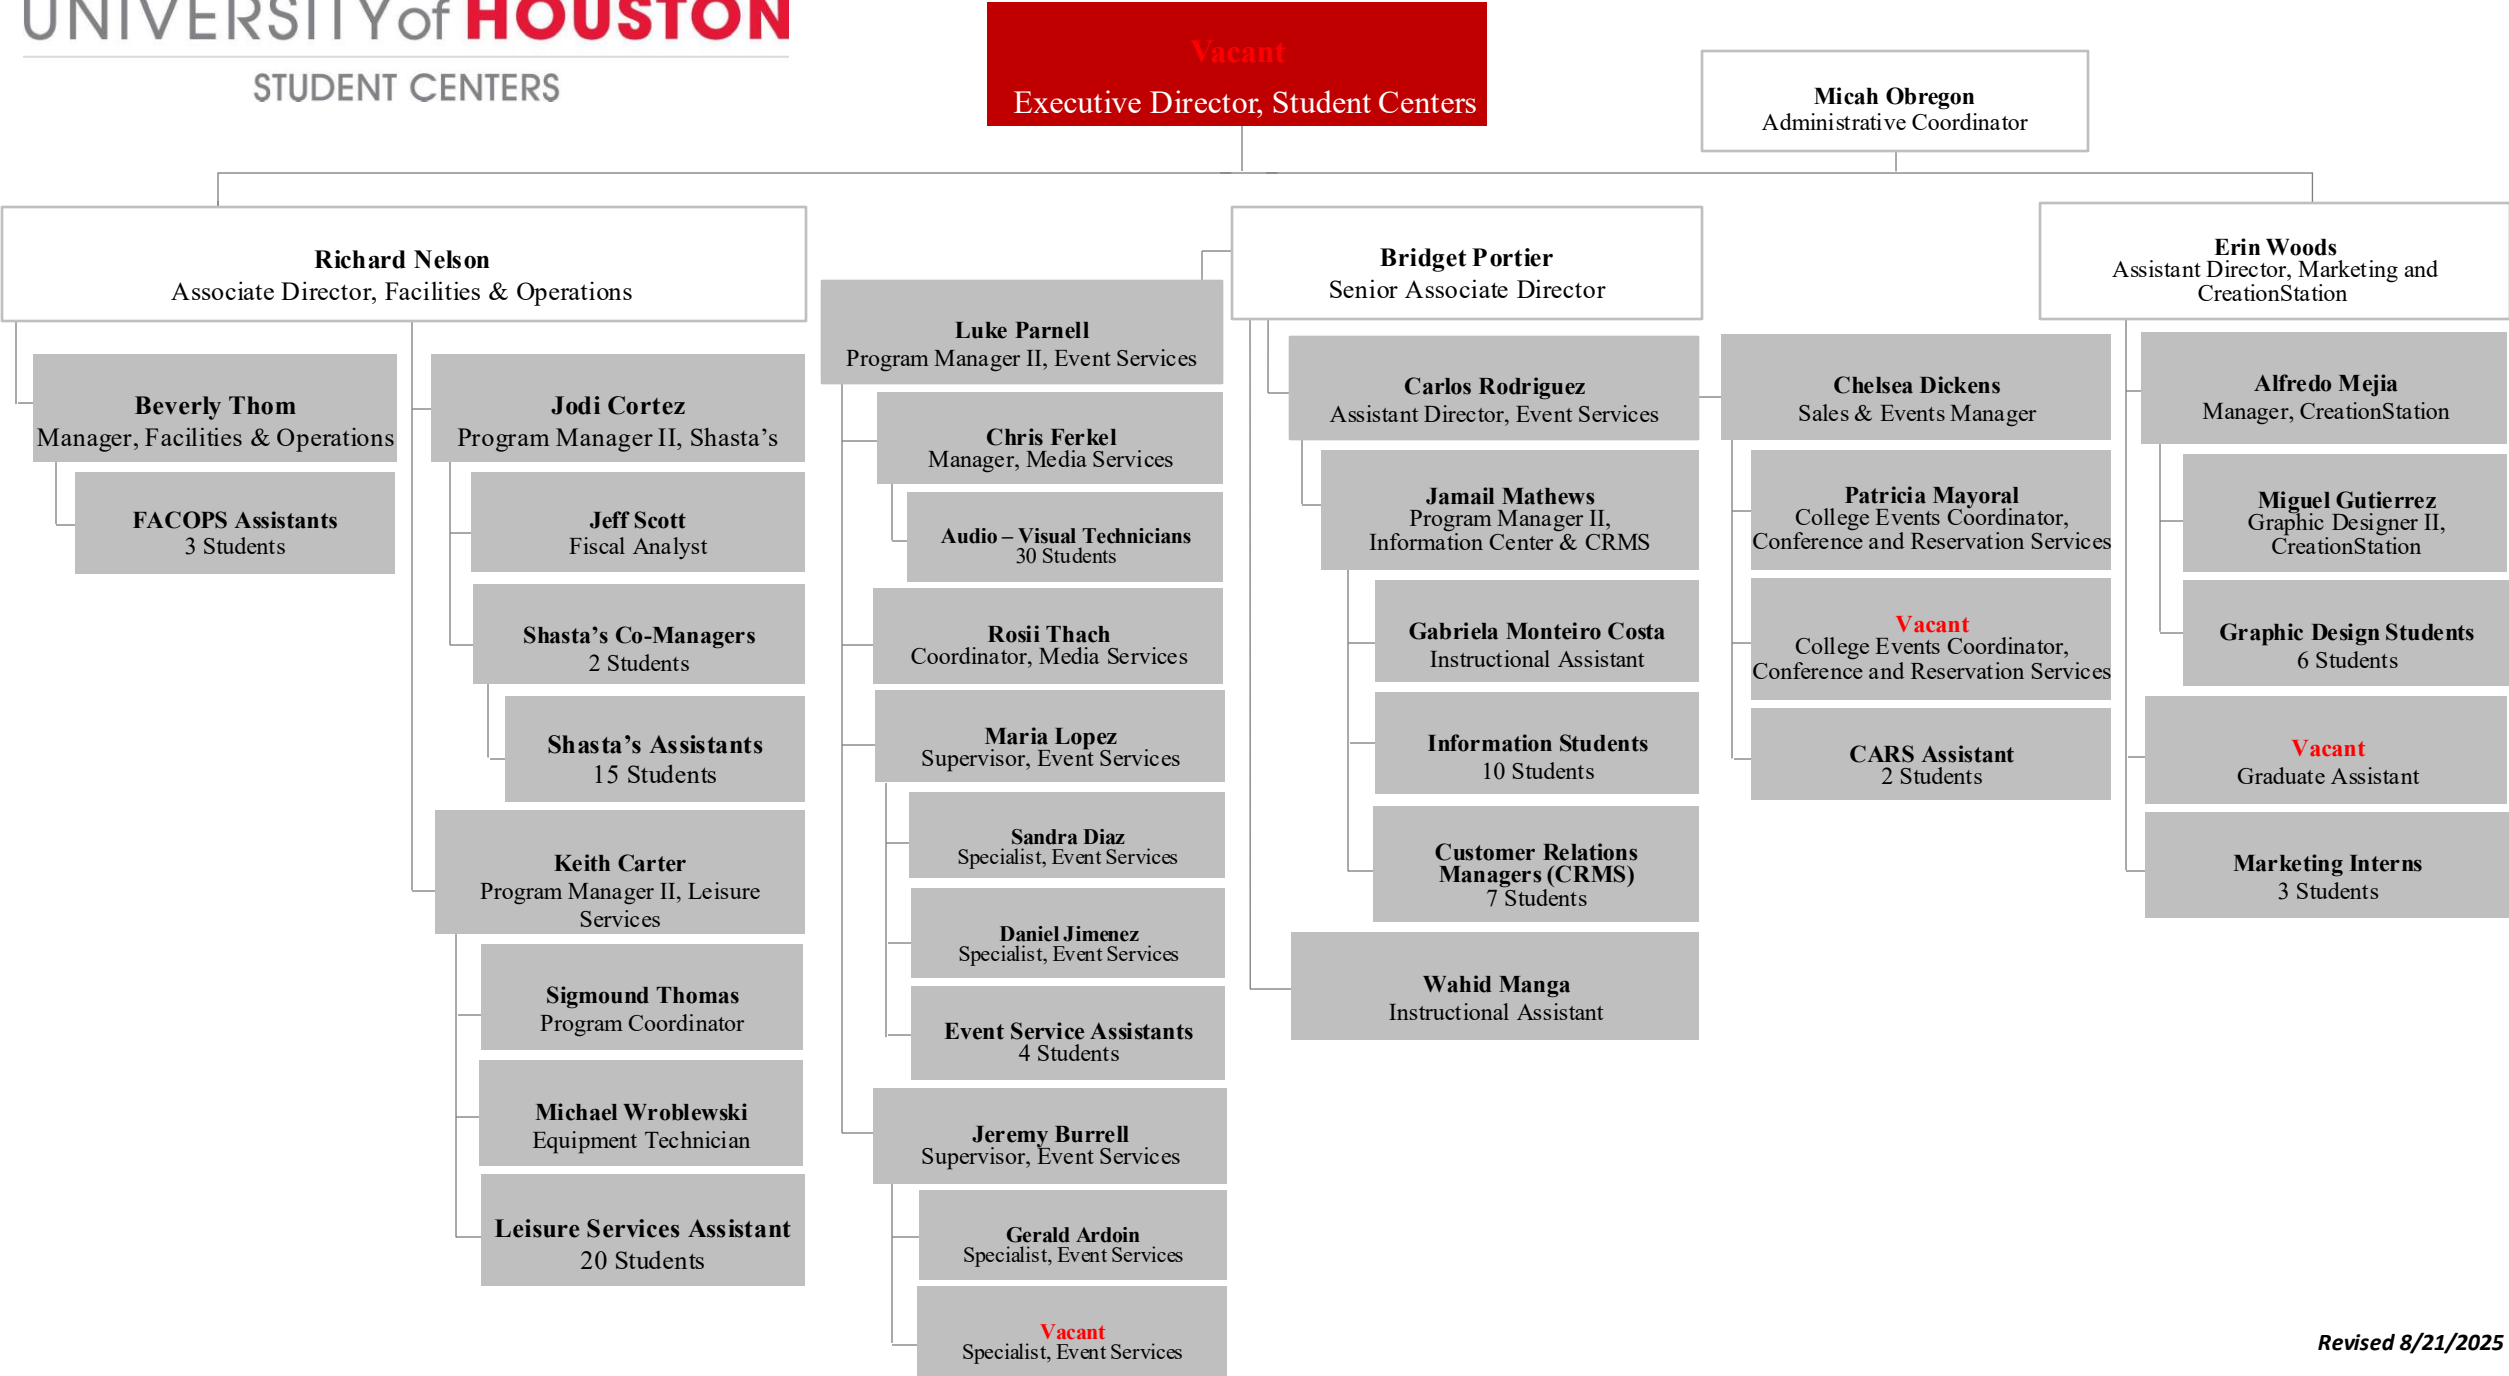 UNIVERSITY of HOUSTON
STUDENT CENTERS
Vacant
Executive Director, Student Centers
Micah Obregon
Administrative Coordinator
Richard Nelson
Associate Director, Facilities & Operations
Beverly Thom
Manager, Facilities & Operations
FACOPS Assistants
3 Students
Jodi Cortez
Program Manager II, Shasta’s
Jeff Scott
Fiscal Analyst
Shasta’s Co-Managers
2 Students
Shasta’s Assistants
15 Students
Keith Carter
Program Manager II, Leisure
Services
Sigmound Thomas
Program Coordinator
Michael Wroblewski
Equipment Technician
Leisure Services Assistant
20 Students
Bridget Portier
Senior Associate Director
Luke Parnell
Program Manager II, Event Services
Chris Ferkel
Manager, Media Services
Audio – Visual Technicians
30 Students
Rosii Thach
Coordinator, Media Services
Maria Lopez
Supervisor, Event Services
Sandra Diaz
Specialist, Event Services
Daniel Jimenez
Specialist, Event Services
Event Service Assistants
4 Students
Jeremy Burrell
Supervisor, Event Services
Gerald Ardoin
Specialist, Event Services
Vacant
Specialist, Event Services
Carlos Rodriguez
Assistant Director, Event Services
Jamail Mathews
Program Manager II,
Information Center & CRMS
Gabriela Monteiro Costa
Instructional Assistant
Information Students
10 Students
Customer Relations
Managers (CRMS)
7 Students
Wahid Manga
Instructional Assistant
Chelsea Dickens
Sales & Events Manager
Patricia Mayoral
College Events Coordinator,
Conference and Reservation Services
Vacant
College Events Coordinator,
Conference and Reservation Services
CARS Assistant
2 Students
Erin Woods
Assistant Director, Marketing and
CreationStation
Alfredo Mejia
Manager, CreationStation
Miguel Gutierrez
Graphic Designer II,
CreationStation
Graphic Design Students
6 Students
Vacant
Graduate Assistant
Marketing Interns
3 Students
Revised 8/21/2025